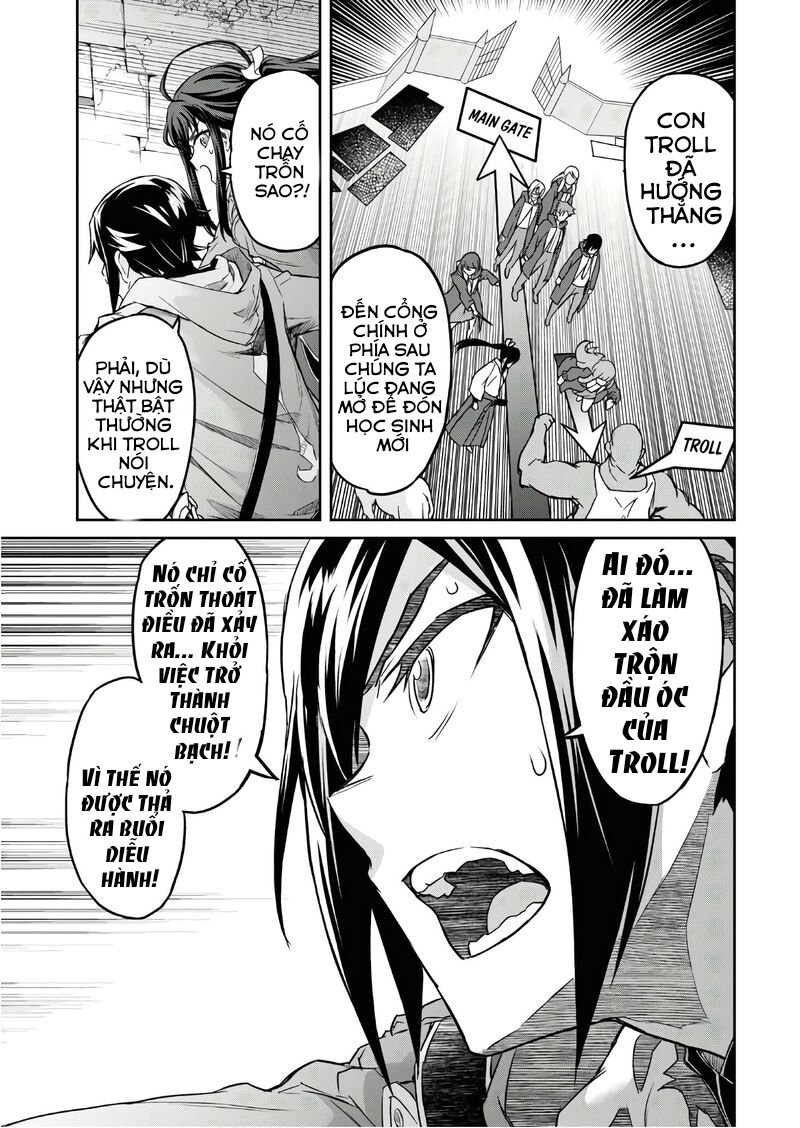 CON
TROLL
ĐÃ
HƯỚNG
THẲNG
...
MAIN GATE
ĐẾN CỔNG
CHÍNH Ở
PHÍA SAU
CHÚNG TA
LÚC ĐANG
MỞ ĐỂ ĐÓN
HỌC SINH
MỚI
TROLL
NÓ CỐ
CHẠY
TRỐN
SAO?!
PHẢI, DÙ
VẬY NHƯNG
THẬT BẤT
THƯỜNG
KHI TROLL
NÓI
CHUYỆN.
AI ĐÓ...
ĐÃ LÀM
XÁO
TRỘN
ĐẦU ÓC
CỦA
TROLL!
NÓ CHỈ CỐ
TRỐN THOÁT
ĐIỀU ĐÃ XẢY
RA... KHỎI
VIỆC TRỞ
THÀNH
CHUỘT
BẠCH!
VÌ THẾ NÓ
ĐƯỢC THẢ
RA BUỔI
DIỄU
HÀNH!